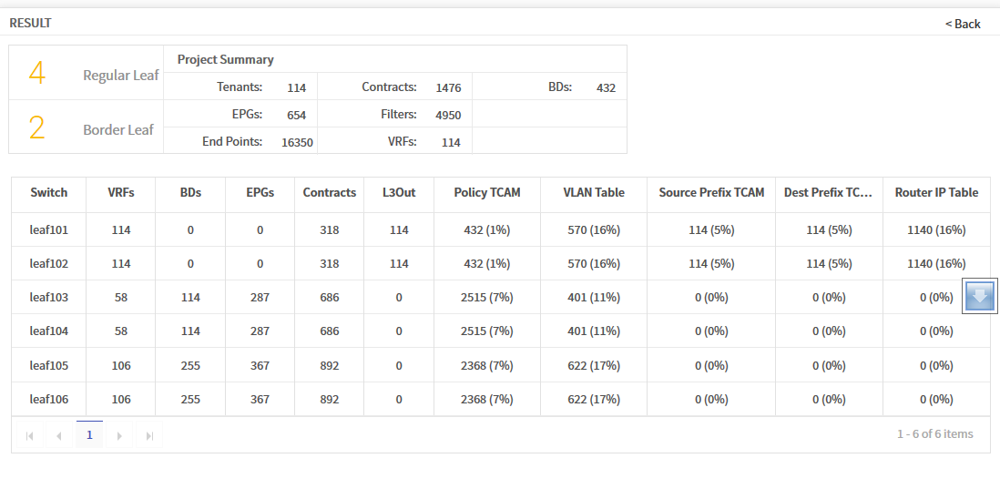 RESULT
< Back
4 Regular Leaf
Project Summary
Tenants: 114 Contracts: 1476 BDs: 432
2 Border Leaf
EPGs: 654 Filters: 4950
End Points: 16350 VRFs: 114
Switch VRFs BDs EPGs Contracts L3Out Policy TCAM VLAN Table Source Prefix TCAM Dest Prefix TC... Router IP Table
leaf101 114 0 0 318 114 432 (1%) 570 (16%) 114 (5%) 114 (5%) 1140 (16%)
leaf102 114 0 0 318 114 432 (1%) 570 (16%) 114 (5%) 114 (5%) 1140 (16%)
leaf103 58 114 287 686 0 2515 (7%) 401 (11%) 0 (0%) 0 (0%) 0 (0%)
leaf104 58 114 287 686 0 2515 (7%) 401 (11%) 0 (0%) 0 (0%) 0 (0%)
leaf105 106 255 367 892 0 2368 (7%) 622 (17%) 0 (0%) 0 (0%) 0 (0%)
leaf106 106 255 367 892 0 2368 (7%) 622 (17%) 0 (0%) 0 (0%) 0 (0%)
1
1 - 6 of 6 items